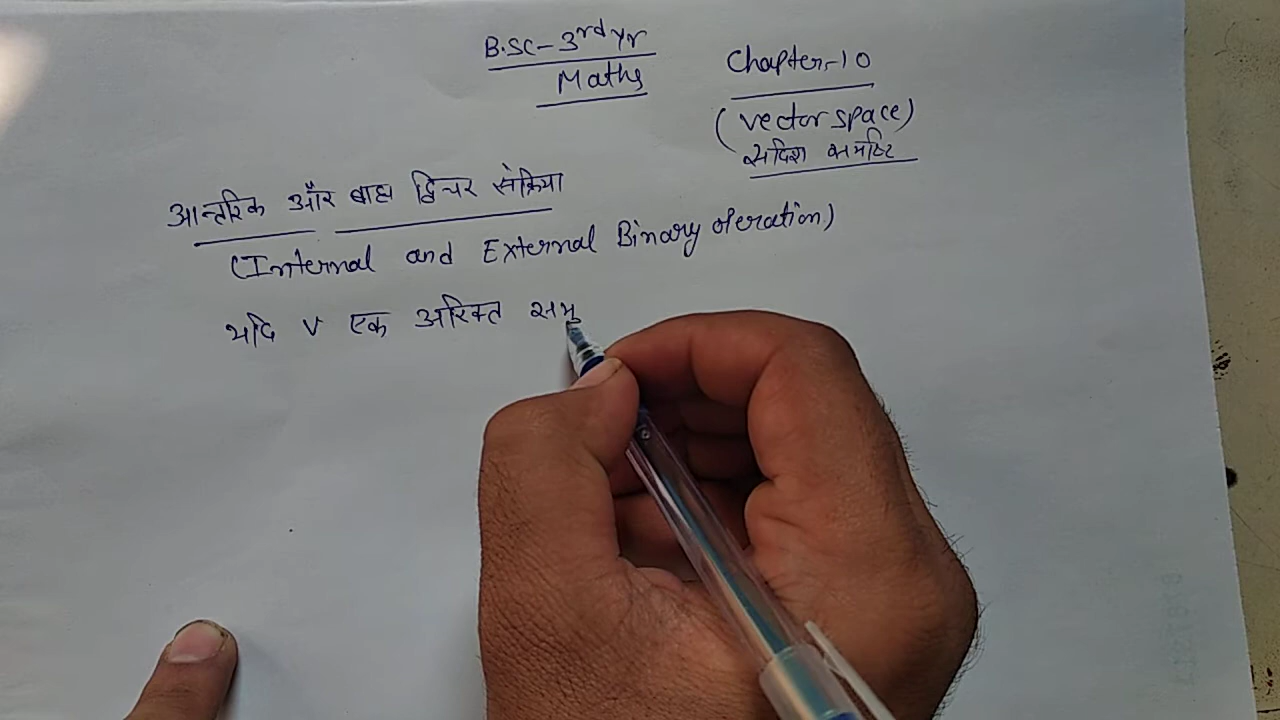 B.SC- 3rd Yr
Maths
Chapter-10
(vector space)
सदिश समष्टि
आन्तरिक और बाह्य द्विचर संक्रिया
(Internal and External Binary operation)
यदि V एक अरिक्त समु